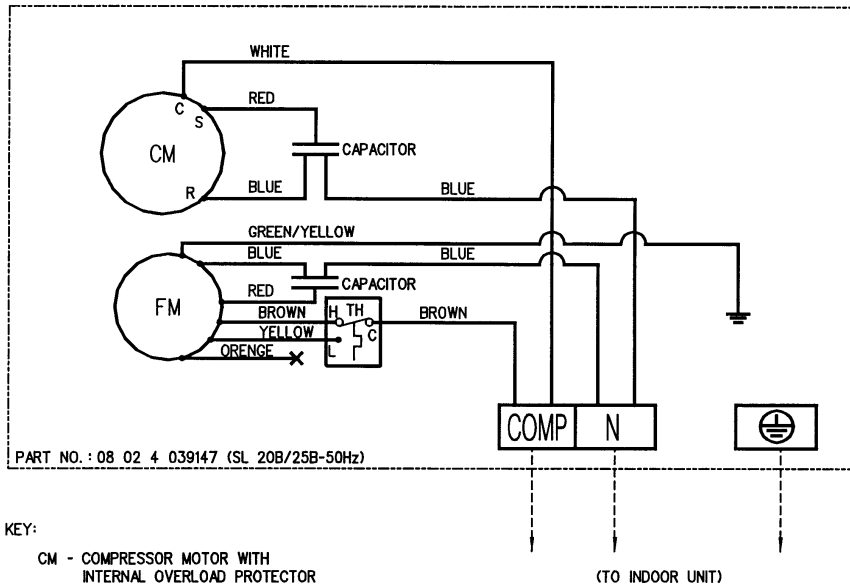 WHITE
C
S
RED
CM
CAPACITOR
R
BLUE
BLUE
GREEN/YELLOW
BLUE
BLUE
CAPACITOR
RED
FM
BROWN
H TH
BROWN
YELLOW
C
L
ORENGE
COMP N
PART NO. : 08 02 4 039147 (SL 20B/25B-50Hz)
KEY:
CM - COMPRESSOR MOTOR WITH
INTERNAL OVERLOAD PROTECTOR
(TO INDOOR UNIT)